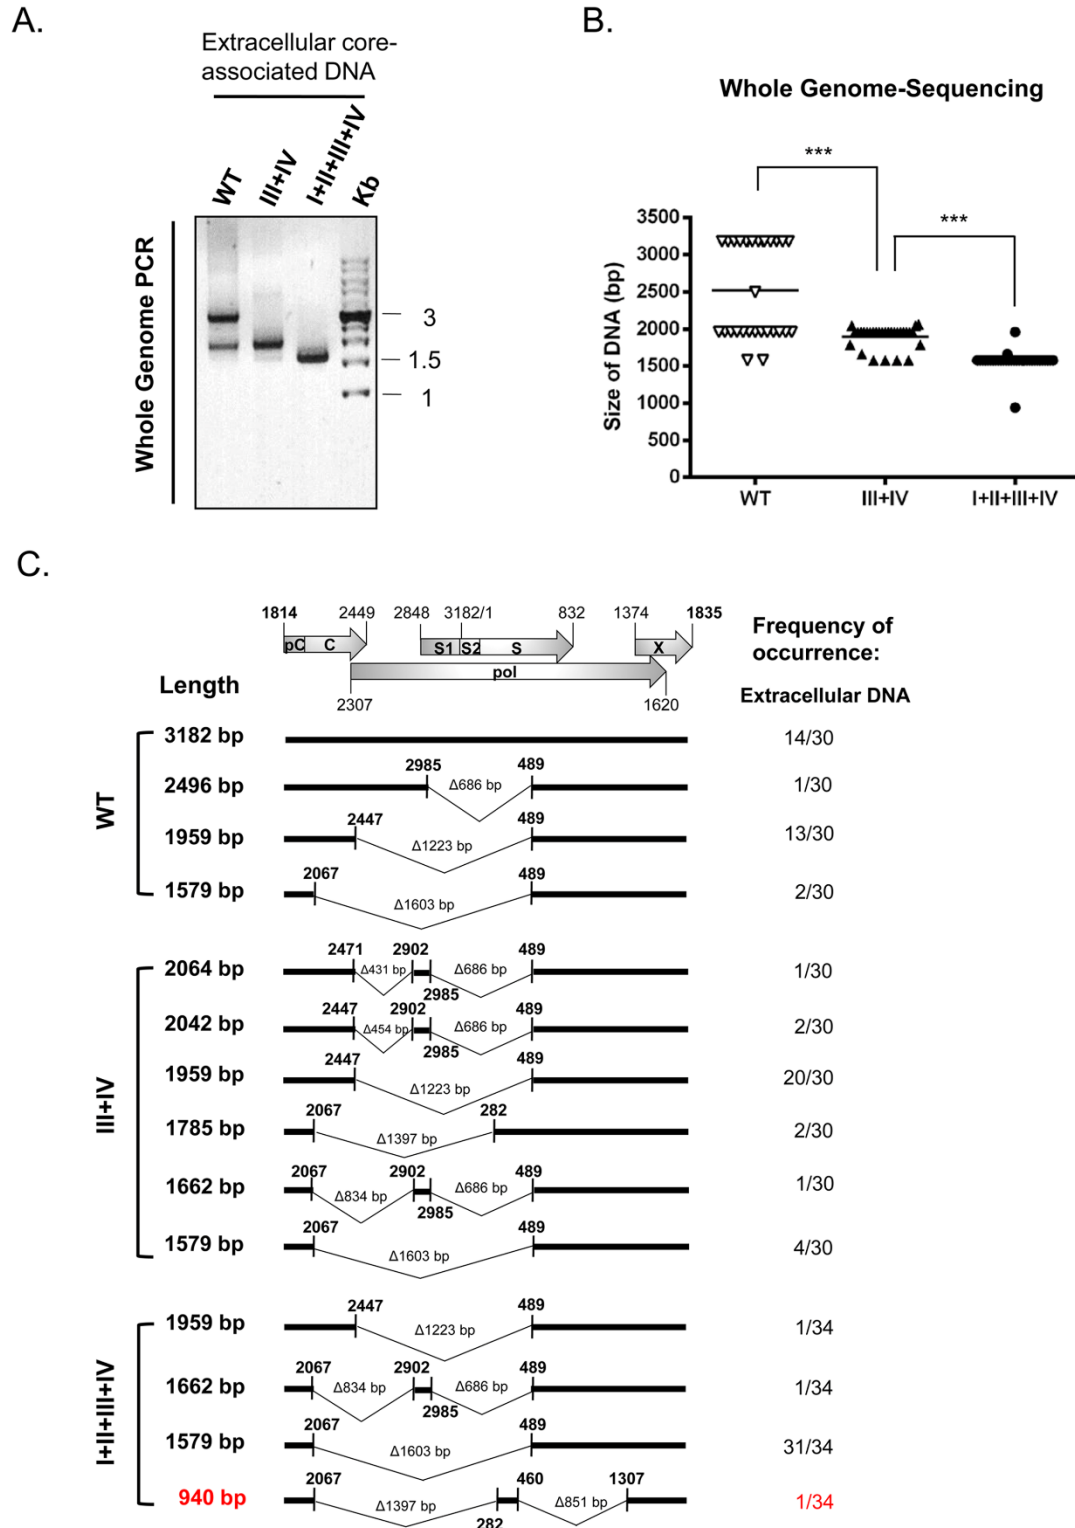 A.
Extracellular core-
associated DNA
WT
III+IV
I+II+III+IV
Kb
Whole Genome PCR
3
1.5
1
B.
Whole Genome-Sequencing
***
***
Size of DNA (bp)
3500
3000
2500
2000
1500
1000
500
0
WT
III+IV
I+II+III+IV
C.
1814
2449
2848
3182/1
832
1374
1835
pC
C
S1
S2
S
X
pol
2307
1620
Length
Frequency of
occurrence:
Extracellular DNA
WT
3182 bp
14/30
2496 bp
2985
Δ686 bp
489
1/30
1959 bp
2447
Δ1223 bp
489
13/30
1579 bp
2067
Δ1603 bp
489
2/30
III+IV
2064 bp
2471
Δ431 bp
2902
2985
Δ686 bp
489
1/30
2042 bp
2447
Δ454 bp
2902
2985
Δ686 bp
489
2/30
1959 bp
2447
Δ1223 bp
489
20/30
1785 bp
2067
Δ1397 bp
282
2/30
1662 bp
2067
Δ834 bp
2902
2985
Δ686 bp
489
1/30
1579 bp
2067
Δ1603 bp
489
4/30
I+II+III+IV
1959 bp
2447
Δ1223 bp
489
1/34
1662 bp
2067
Δ834 bp
2902
2985
Δ686 bp
489
1/34
1579 bp
2067
Δ1603 bp
489
31/34
940 bp
2067
Δ1397 bp
282
460
Δ851 bp
1307
1/34